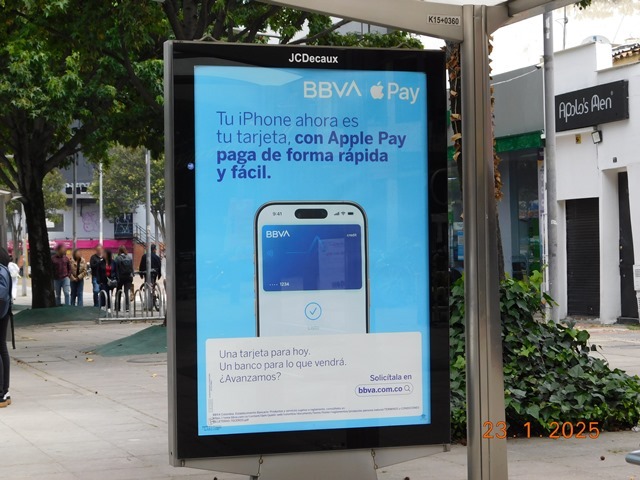 K15+0360
JCDecaux
BBVA Pay
Apolo's Men
Tu iPhone ahora es
tu tarjeta, con Apple Pay
paga de forma rápida
y fácil.
9:41
BBVA
1234
Una tarjeta para hoy.
Un banco para lo que vendrá.
¿Avanzamos?
Solicítala en
bbva.com.co
23 1 2025